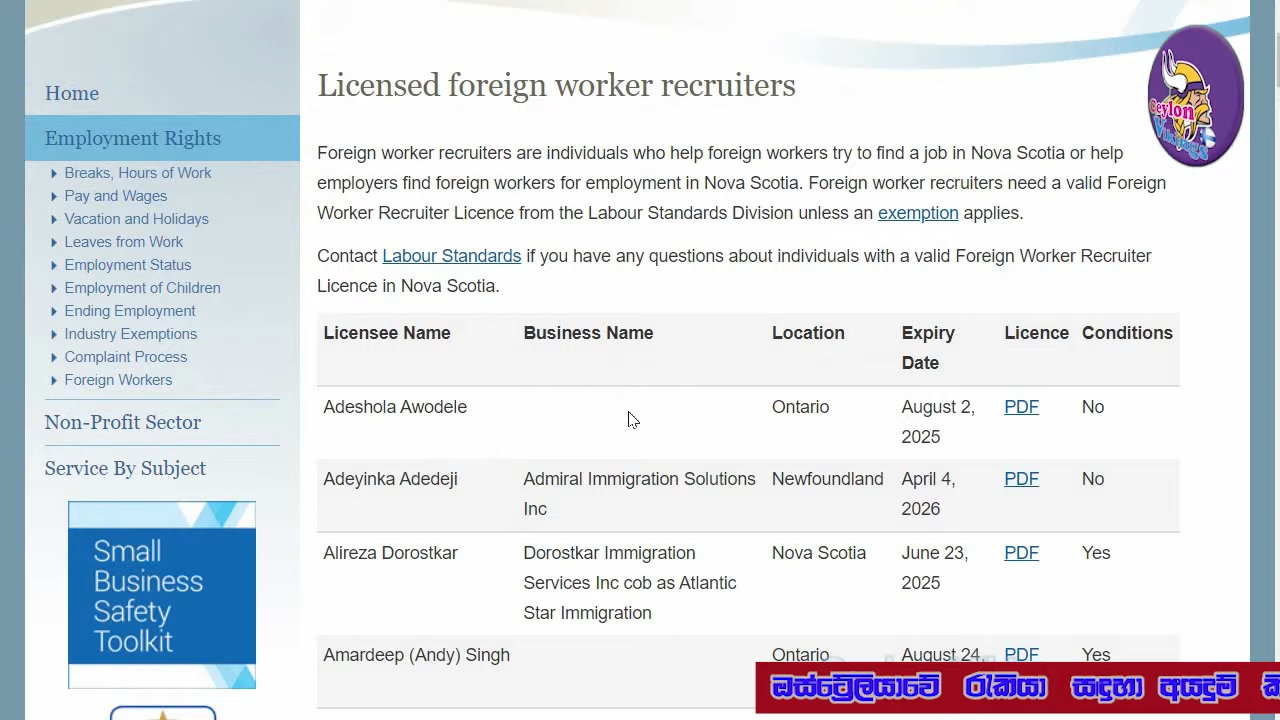 Home
Employment Rights
Breaks, Hours of Work
Pay and Wages
Vacation and Holidays
Leaves from Work
Employment Status
Employment of Children
Ending Employment
Industry Exemptions
Complaint Process
Foreign Workers
Non-Profit Sector
Service By Subject
Small
Business
Safety
Toolkit
Licensed foreign worker recruiters
Ceylon
Vikings
Foreign worker recruiters are individuals who help foreign workers try to find a job in Nova Scotia or help
employers find foreign workers for employment in Nova Scotia. Foreign worker recruiters need a valid Foreign
Worker Recruiter Licence from the Labour Standards Division unless an exemption applies.
Contact Labour Standards if you have any questions about individuals with a valid Foreign Worker Recruiter
Licence in Nova Scotia.
Licensee Name Business Name Location Expiry Date Licence Conditions
Adeshola Awodele Ontario August 2, 2025 PDF No
Adeyinka Adedeji Admiral Immigration Solutions Inc Newfoundland April 4, 2026 PDF No
Alireza Dorostkar Dorostkar Immigration Services Inc cob as Atlantic Star Immigration Nova Scotia June 23, 2025 PDF Yes
Amardeep (Andy) Singh Ontario August 24, PDF Yes
ඔස්ට්‍රේලියාවේ රැකියා සඳහා අයදුම්